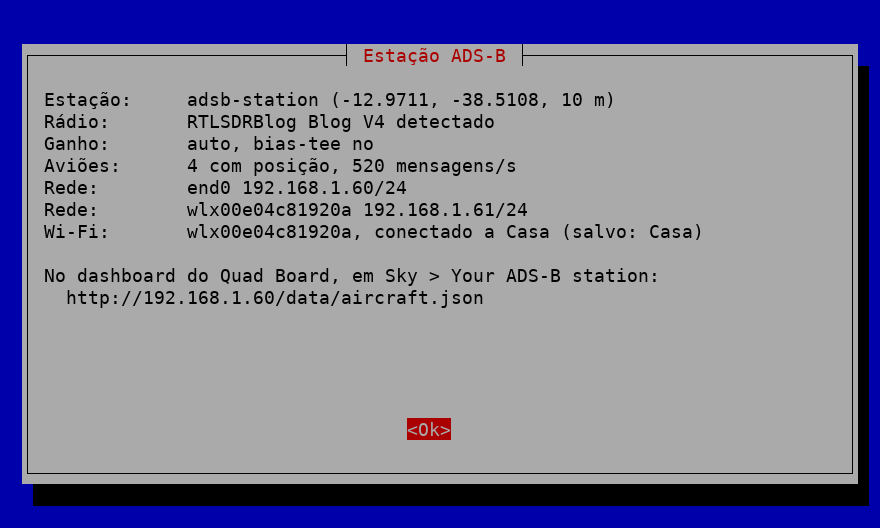 Estação ADS-B
Estação:     adsb-station (-12.9711, -38.5108, 10 m)
Rádio:       RTLSDRBlog Blog V4 detectado
Ganho:       auto, bias-tee no
Aviões:      4 com posição, 520 mensagens/s
Rede:        end0 192.168.1.60/24
Rede:        wlx00e04c81920a 192.168.1.61/24
Wi-Fi:       wlx00e04c81920a, conectado a Casa (salvo: Casa)
No dashboard do Quad Board, em Sky > Your ADS-B station:
  http://192.168.1.60/data/aircraft.json
<Ok>